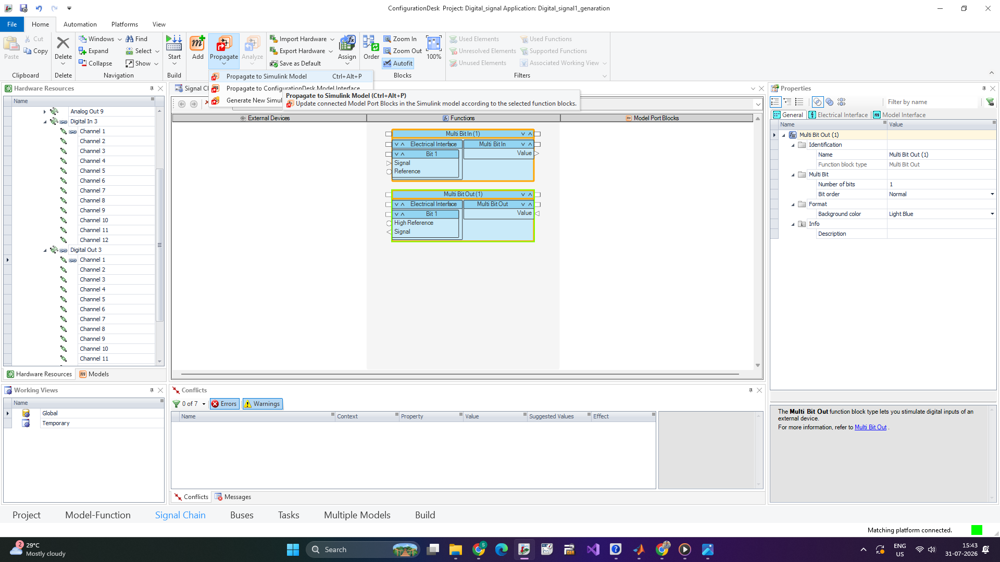 ConfigurationDesk  Project: Digital_signal Application: Digital_signal1_genaration
File Home Automation Platforms View
Paste Cut Copy Clipboard
Delete Delete
Windows Find
Expand Select
Collapse Show
Navigation
Start Build
Add Propagate Analyze
Import Hardware
Export Hardware
Save as Default
Assign
Order
Zoom In
Zoom Out
Autofit
100%
Blocks
Used Elements Used Functions
Unresolved Elements Supported Functions
Unused Elements Associated Working View
Filters
Propagate to Simulink Model Ctrl+Alt+P
Propagate to ConfigurationDesk Model Interface
Generate New Simul
Propagate to Simulink Model (Ctrl+Alt+P)
Update connected Model Port Blocks in the Simulink model according to the selected function blocks.
Hardware Resources
Name
Analog Out 9
Digital In 3
Channel 1
Channel 2
Channel 3
Channel 4
Channel 5
Channel 6
Channel 7
Channel 8
Channel 9
Channel 10
Channel 11
Channel 12
Digital Out 3
Channel 1
Channel 2
Channel 3
Channel 4
Channel 5
Channel 6
Channel 7
Channel 8
Channel 9
Channel 10
Channel 11
Hardware Resources Models
Signal C
External Devices Functions Model Port Blocks
Multi Bit In (1)
Electrical Interface Multi Bit In
Bit 1 Value
Signal
Reference
Multi Bit Out (1)
Electrical Interface Multi Bit Out
Bit 1 Value
High Reference
Signal
Properties
Filter by name
General Electrical Interface Model Interface
Name Value
Multi Bit Out (1)
Identification
Name Multi Bit Out (1)
Function block type Multi Bit Out
Multi Bit
Number of bits 1
Bit order Normal
Format
Background color Light Blue
Info
Description
The Multi Bit Out function block type lets you stimulate digital inputs of an
external device.
For more information, refer to Multi Bit Out .
Working Views
Name
Global
Temporary
Conflicts
0 of 7 Errors Warnings
Name Context Property Value Suggested Values Effect
Conflicts Messages
Project Model-Function Signal Chain Buses Tasks Multiple Models Build
Matching platform connected.
2
29°C
Mostly cloudy
Search
S
CAN
ENG
US
15:43
31-07-2026